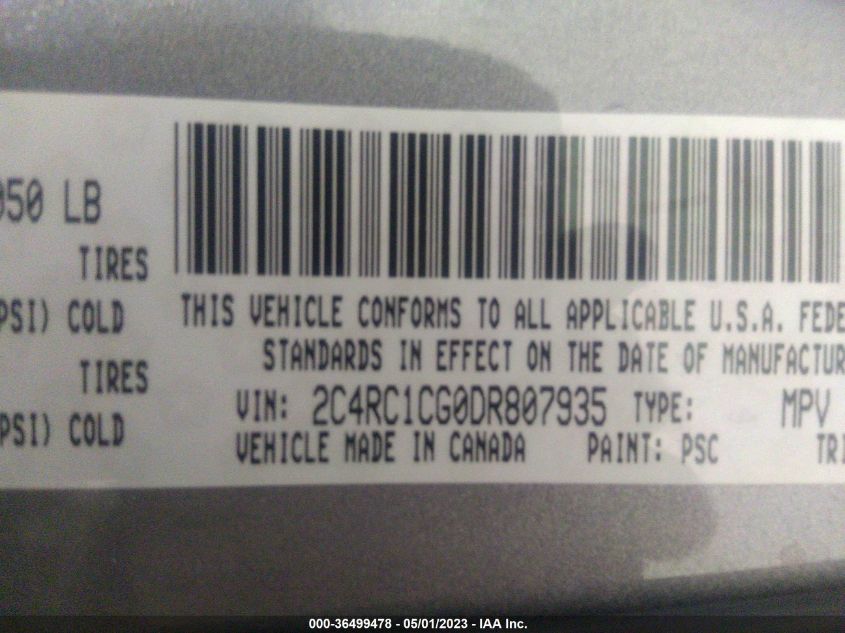 050 LB
TIRES
PSI) COLD
TIRES
PSI) COLD
THIS VEHICLE CONFORMS TO ALL APPLICABLE U.S.A. FEDE
STANDARDS IN EFFECT ON THE DATE OF MANUFACTUR
VIN: 2C4RC1CG0DR807935 TYPE: MPV
VEHICLE MADE IN CANADA PAINT: PSC TRI
000-36499478 - 05/01/2023 - IAA Inc.